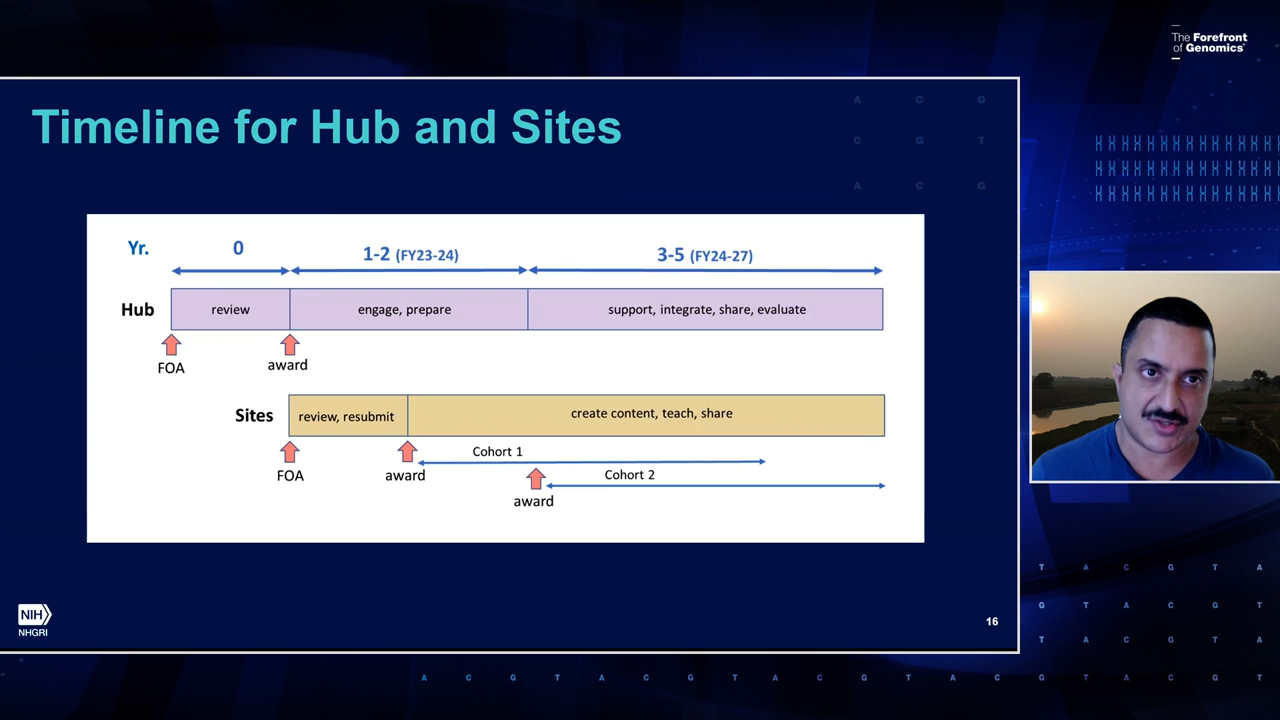 The Forefront
of Genomics®
Timeline for Hub and Sites
A C G
C G T
A C G
Yr. 0 1-2 (FY23-24) 3-5 (FY24-27)
Hub review engage, prepare support, integrate, share, evaluate
FOA award
Sites review, resubmit create content, teach, share
FOA award Cohort 1
award Cohort 2
NIH
NHGRI
16
T A C G T A
G T A C G T
T A C G T A
A C G T A C G T A C G T A C G T A C G T